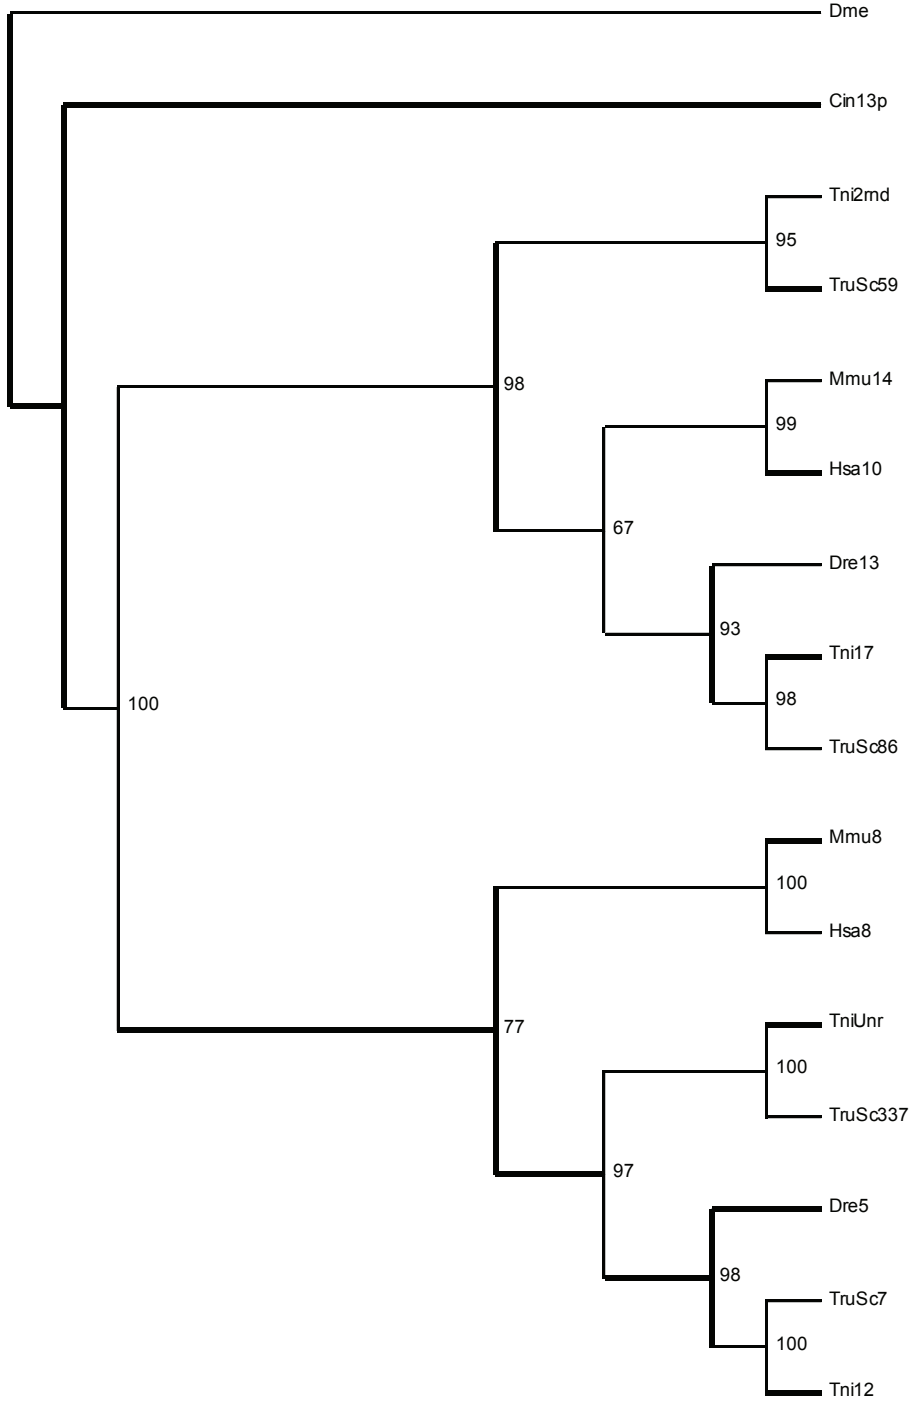 Dme
Cin13p
Tni2rnd
95
TruSc59
Mmu14
98
99
Hsa10
67
Dre13
93
Tni17
98
100
TruSc86
Mmu8
100
Hsa8
TniUnr
77
100
TruSc337
97
Dre5
98
TruSc7
100
Tni12